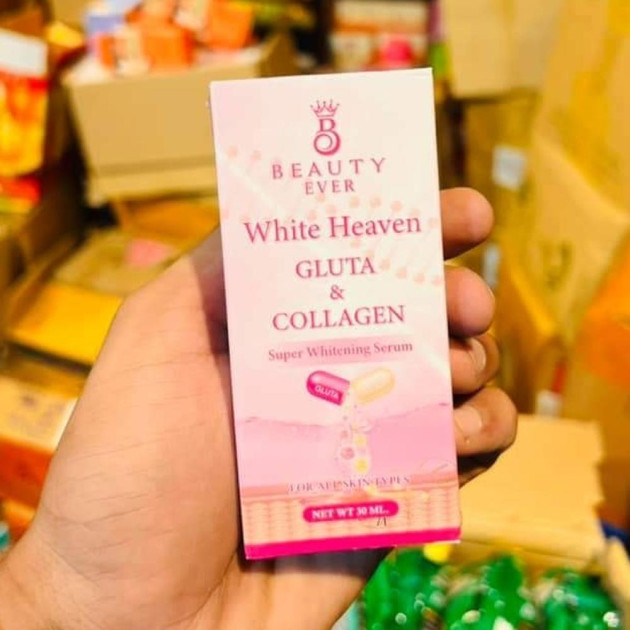 B
BEAUTY
EVER
White Heaven
GLUTA
&
COLLAGEN
Super Whitening Serum
GLUTA
FOR ALL SKIN TYPES
NET WT 30 ML.